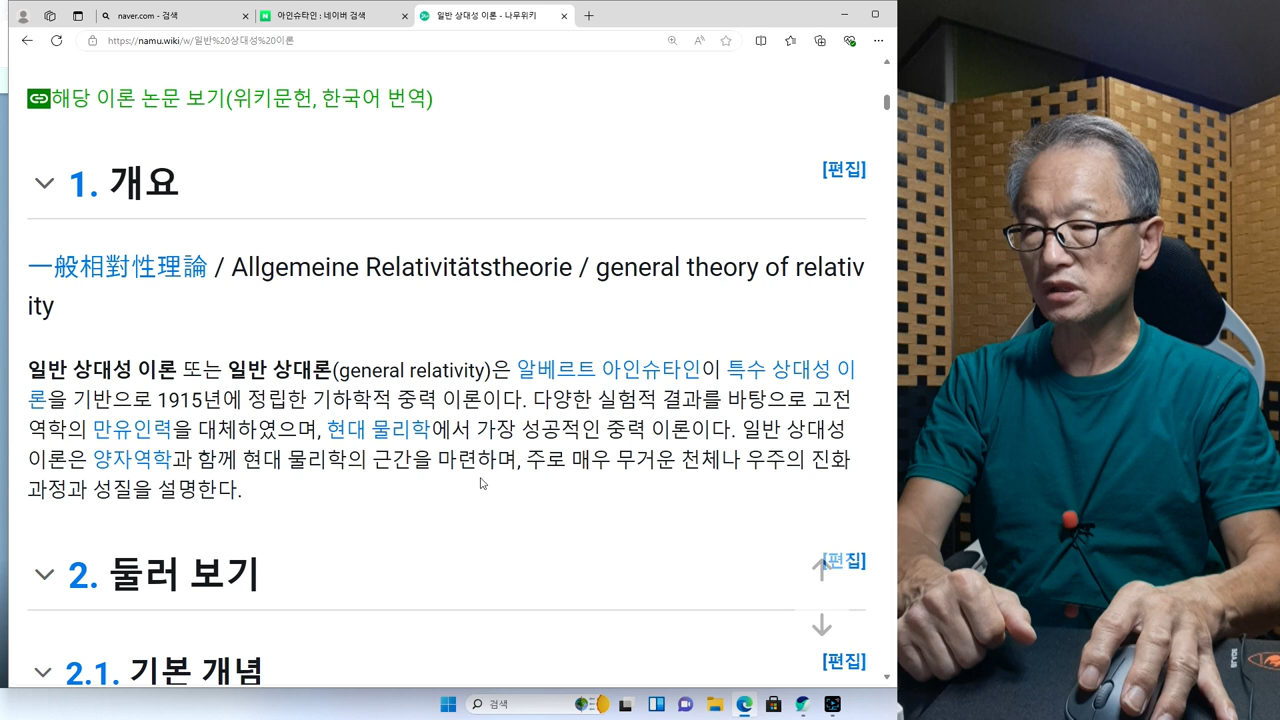 naver.com - 검색
아인슈타인 : 네이버 검색
일반 상대성 이론 - 나무위키
https://namu.wiki/w/일반%20상대성%20이론
해당 이론 논문 보기(위키문헌, 한국어 번역)
1. 개요
[편집]
一般相對性理論 / Allgemeine Relativitätstheorie / general theory of relativ
ity
일반 상대성 이론 또는 일반 상대론(general relativity)은 알베르트 아인슈타인이 특수 상대성 이
론을 기반으로 1915년에 정립한 기하학적 중력 이론이다. 다양한 실험적 결과를 바탕으로 고전
역학의 만유인력을 대체하였으며, 현대 물리학에서 가장 성공적인 중력 이론이다. 일반 상대성
이론은 양자역학과 함께 현대 물리학의 근간을 마련하며, 주로 매우 무거운 천체나 우주의 진화
과정과 성질을 설명한다.
2. 둘러 보기
[편집]
2.1. 기본 개념
[편집]
검색